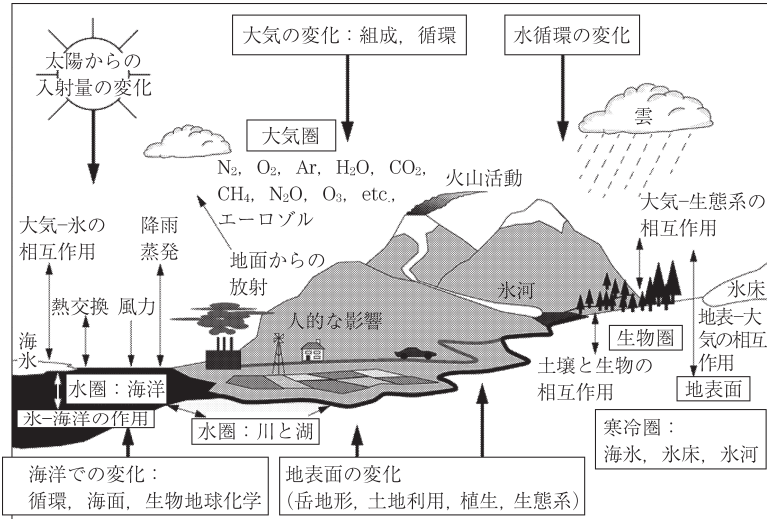 太陽からの
入射量の変化
大気の変化：組成，循環
水循環の変化
雲
大気圏
N₂, O₂, Ar, H₂O, CO₂,
CH₄, N₂O, O₃, etc.,
エーロゾル
火山活動
大気−氷の
相互作用
降雨
蒸発
地面からの
放射
大気−生態系の
相互作用
熱交換
風力
人的な影響
氷河
氷床
海
氷
生物圏
地表−大
気の相互
作用
土壌と生物の
相互作用
地表面
水圏：海洋
氷−海洋の作用
水圏：川と湖
寒冷圏：
海氷，氷床，氷河
海洋での変化：
循環，海面，生物地球化学
地表面の変化
(岳地形，土地利用，植生，生態系)